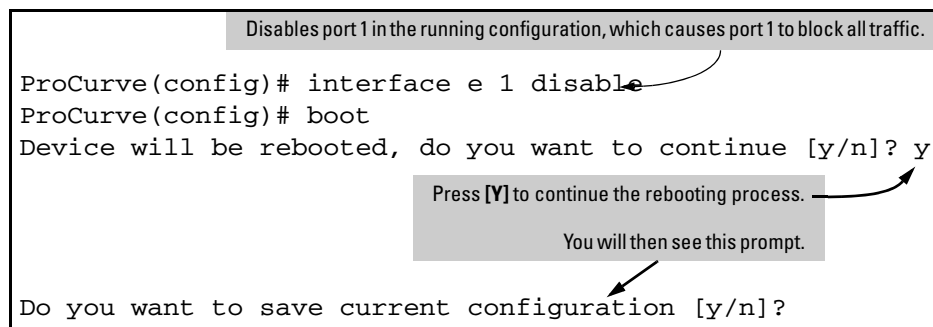 Disables port 1 in the running configuration, which causes port 1 to block all traffic.
ProCurve(config)# interface e 1 disable
ProCurve(config)# boot
Device will be rebooted, do you want to continue [y/n]? y
Press [Y] to continue the rebooting process.
You will then see this prompt.
Do you want to save current configuration [y/n]?